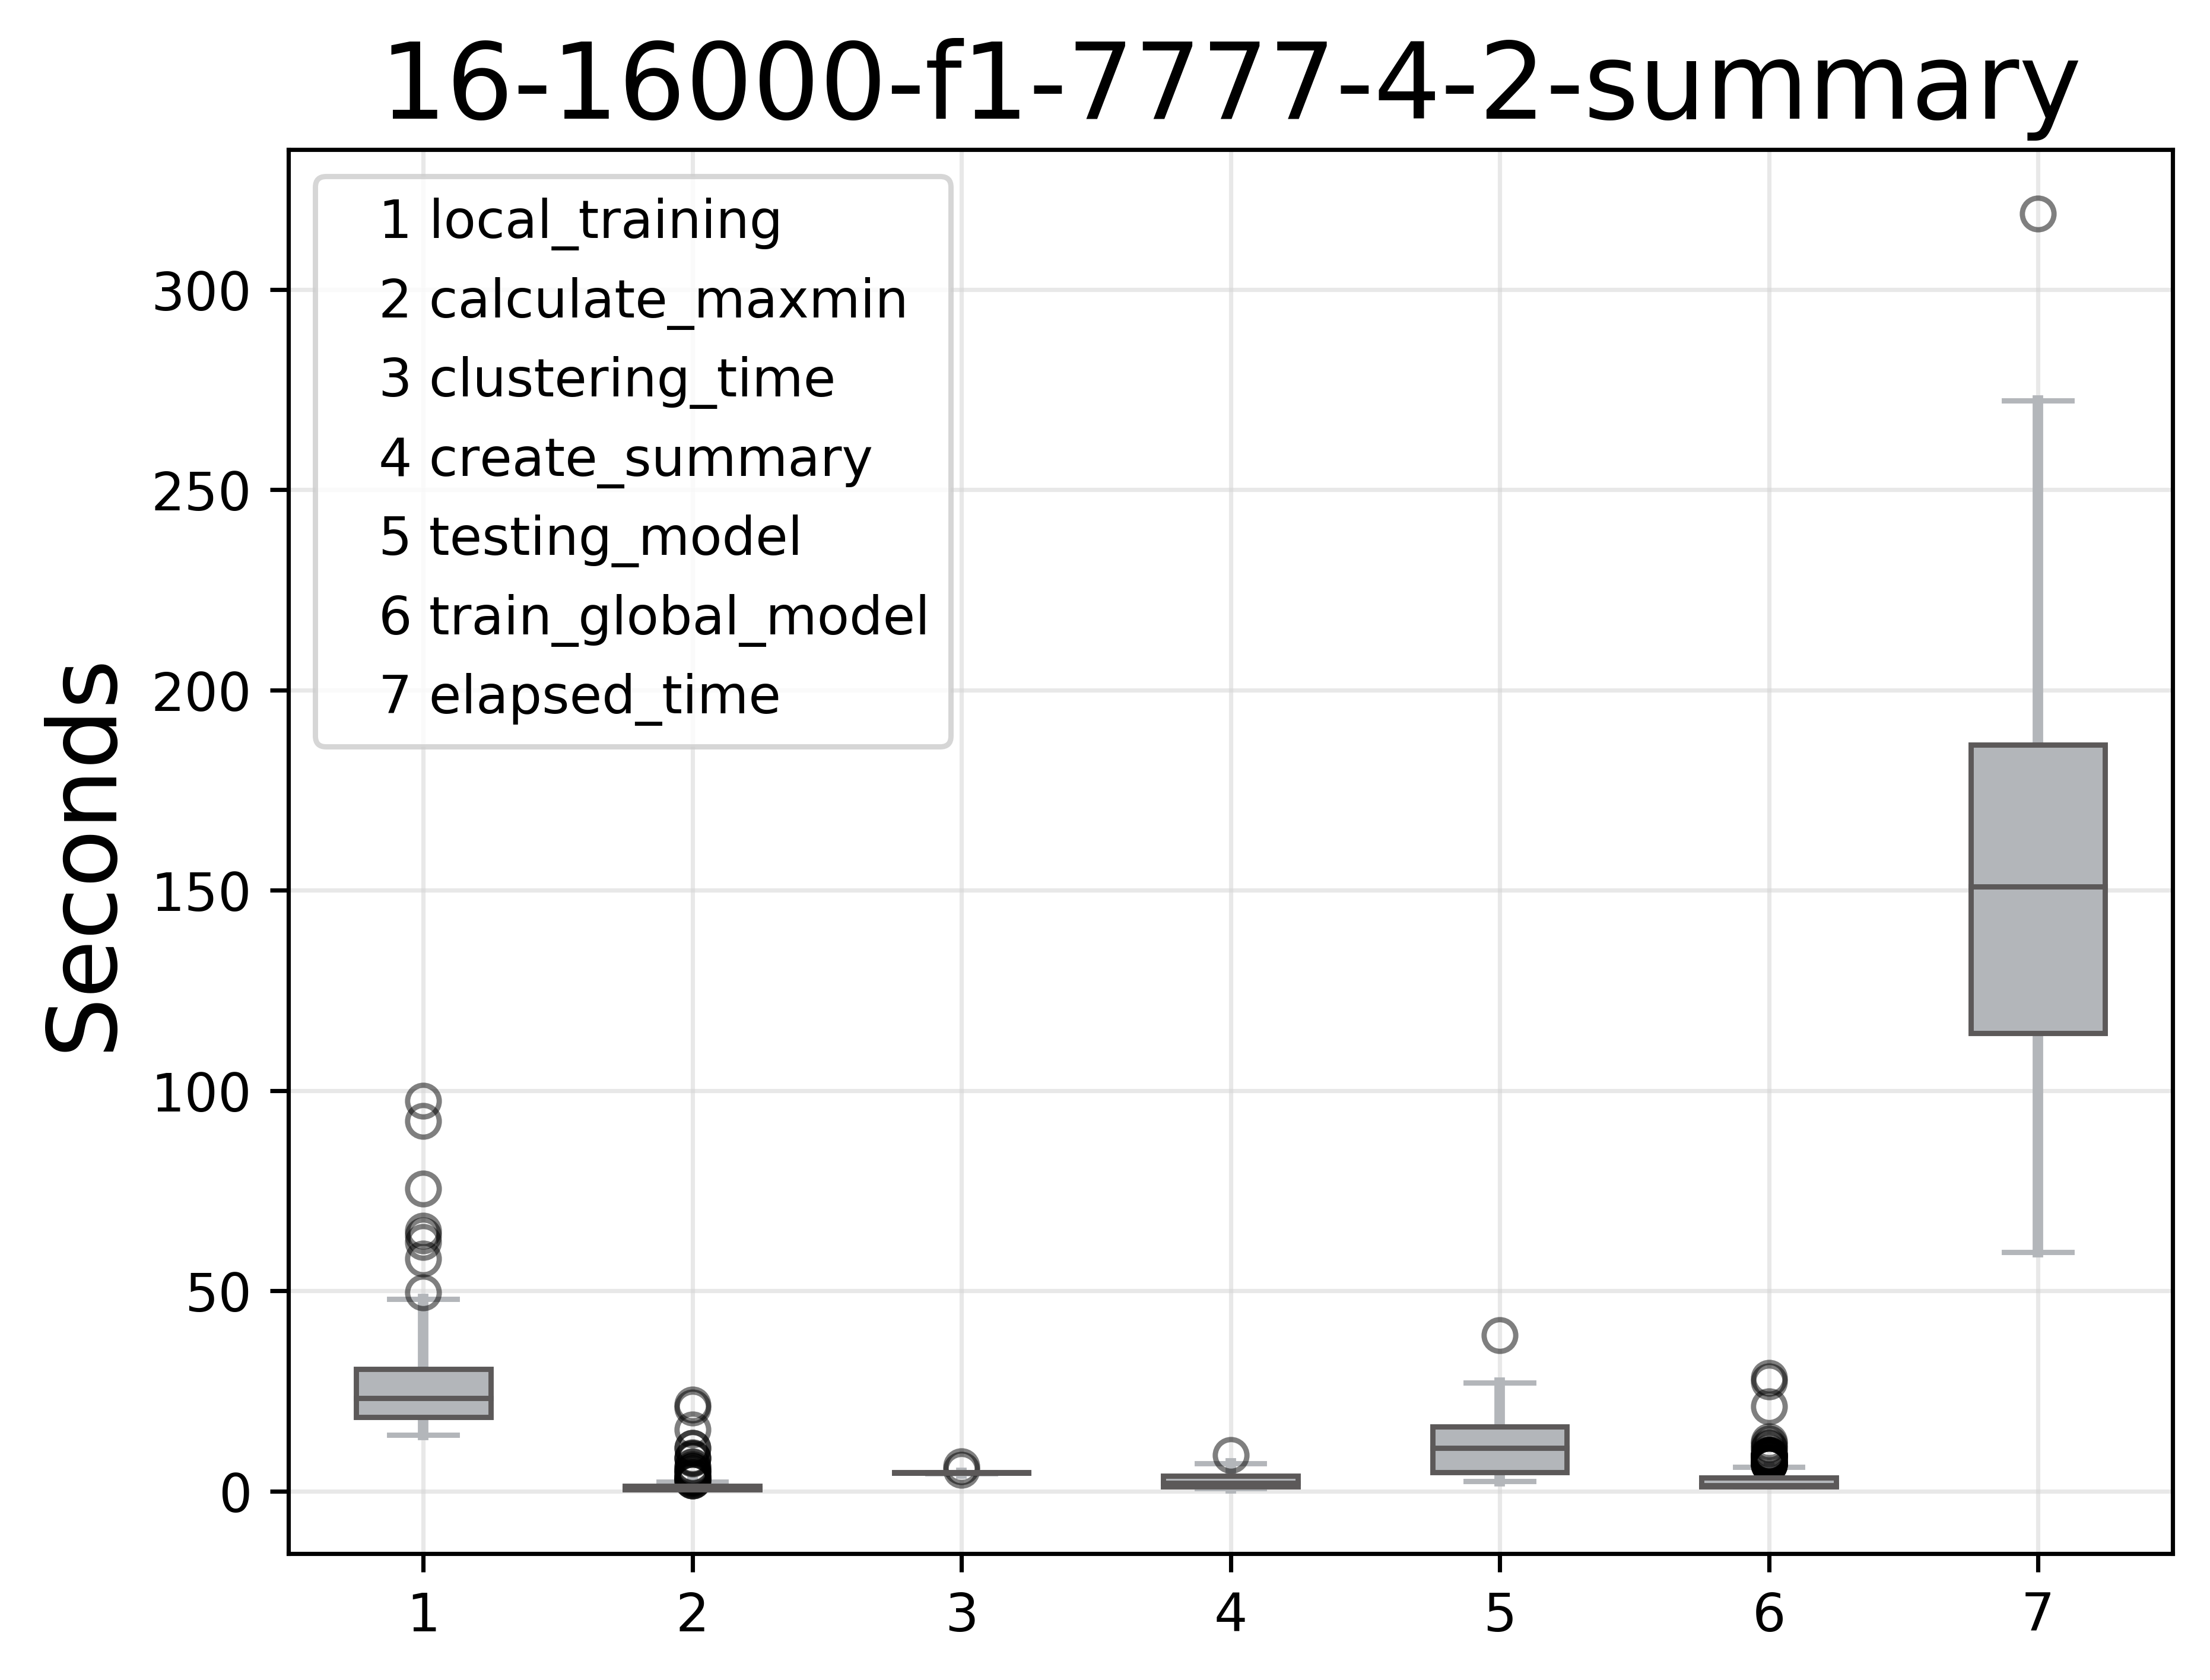 16-16000-f1-7777-4-2-summary
1 local_training
2 calculate_maxmin
3 clustering_time
4 create_summary
5 testing_model
6 train_global_model
7 elapsed_time
Seconds
300
250
200
150
100
50
0
1 2 3 4 5 6 7